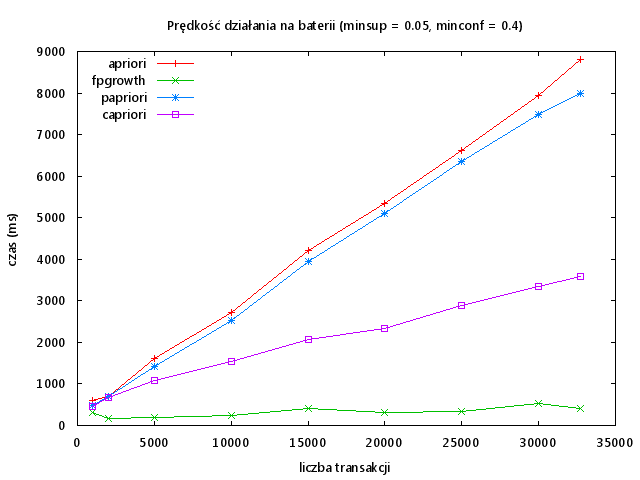 Prędkość działania na baterii (minsup = 0.05, minconf = 0.4)
9000
8000
7000
6000
5000
4000
3000
2000
1000
0
czas (ms)
apriori
fpgrowth
papriori
capriori
0 5000 10000 15000 20000 25000 30000 35000
liczba transakcji